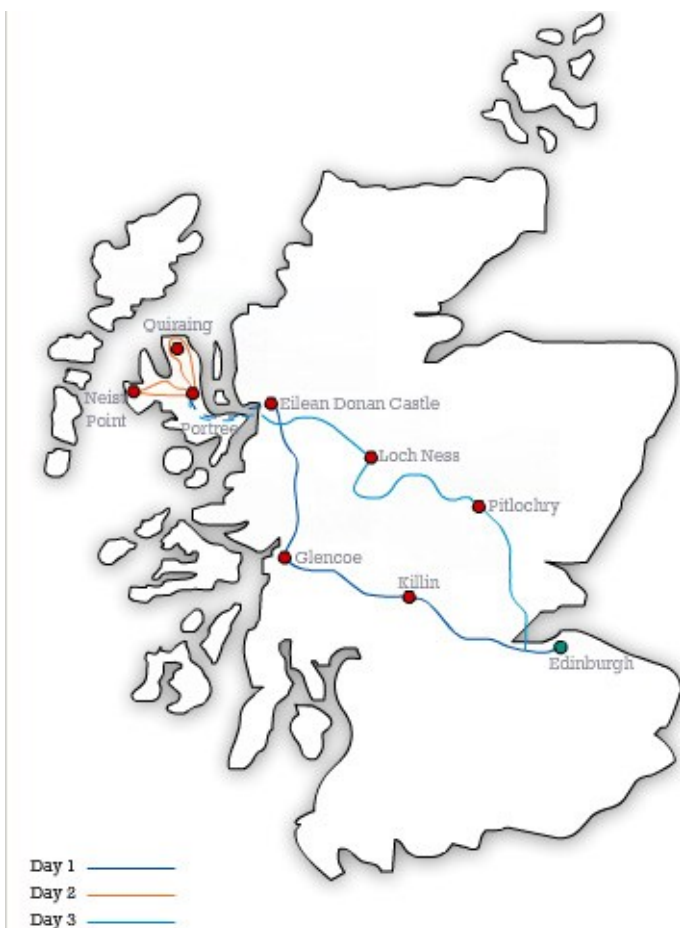 Quiraing
Neist
Point
Portree
Eilean Donan Castle
Loch Ness
Pitlochry
Glencoe
Killin
Edinburgh
Day 1
Day 2
Day 3